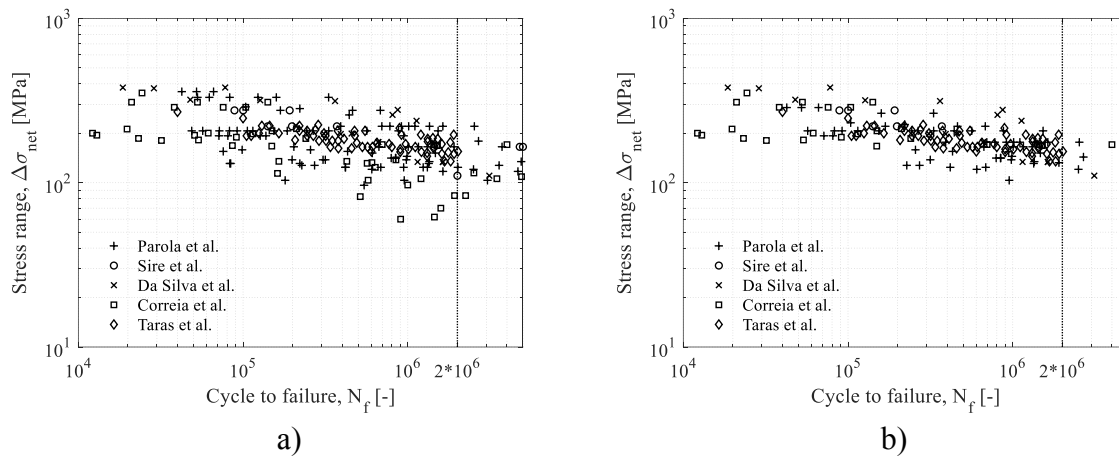 10^3
10^2
10^1
Stress range, Δσ_net [MPa]
Parola et al.
Sire et al.
Da Silva et al.
Correia et al.
Taras et al.
10^4 10^5 10^6 2*10^6
Cycle to failure, N_f [-]
a)
10^3
10^2
10^1
Stress range, Δσ_net [MPa]
Parola et al.
Sire et al.
Da Silva et al.
Correia et al.
Taras et al.
10^4 10^5 10^6 2*10^6
Cycle to failure, N_f [-]
b)